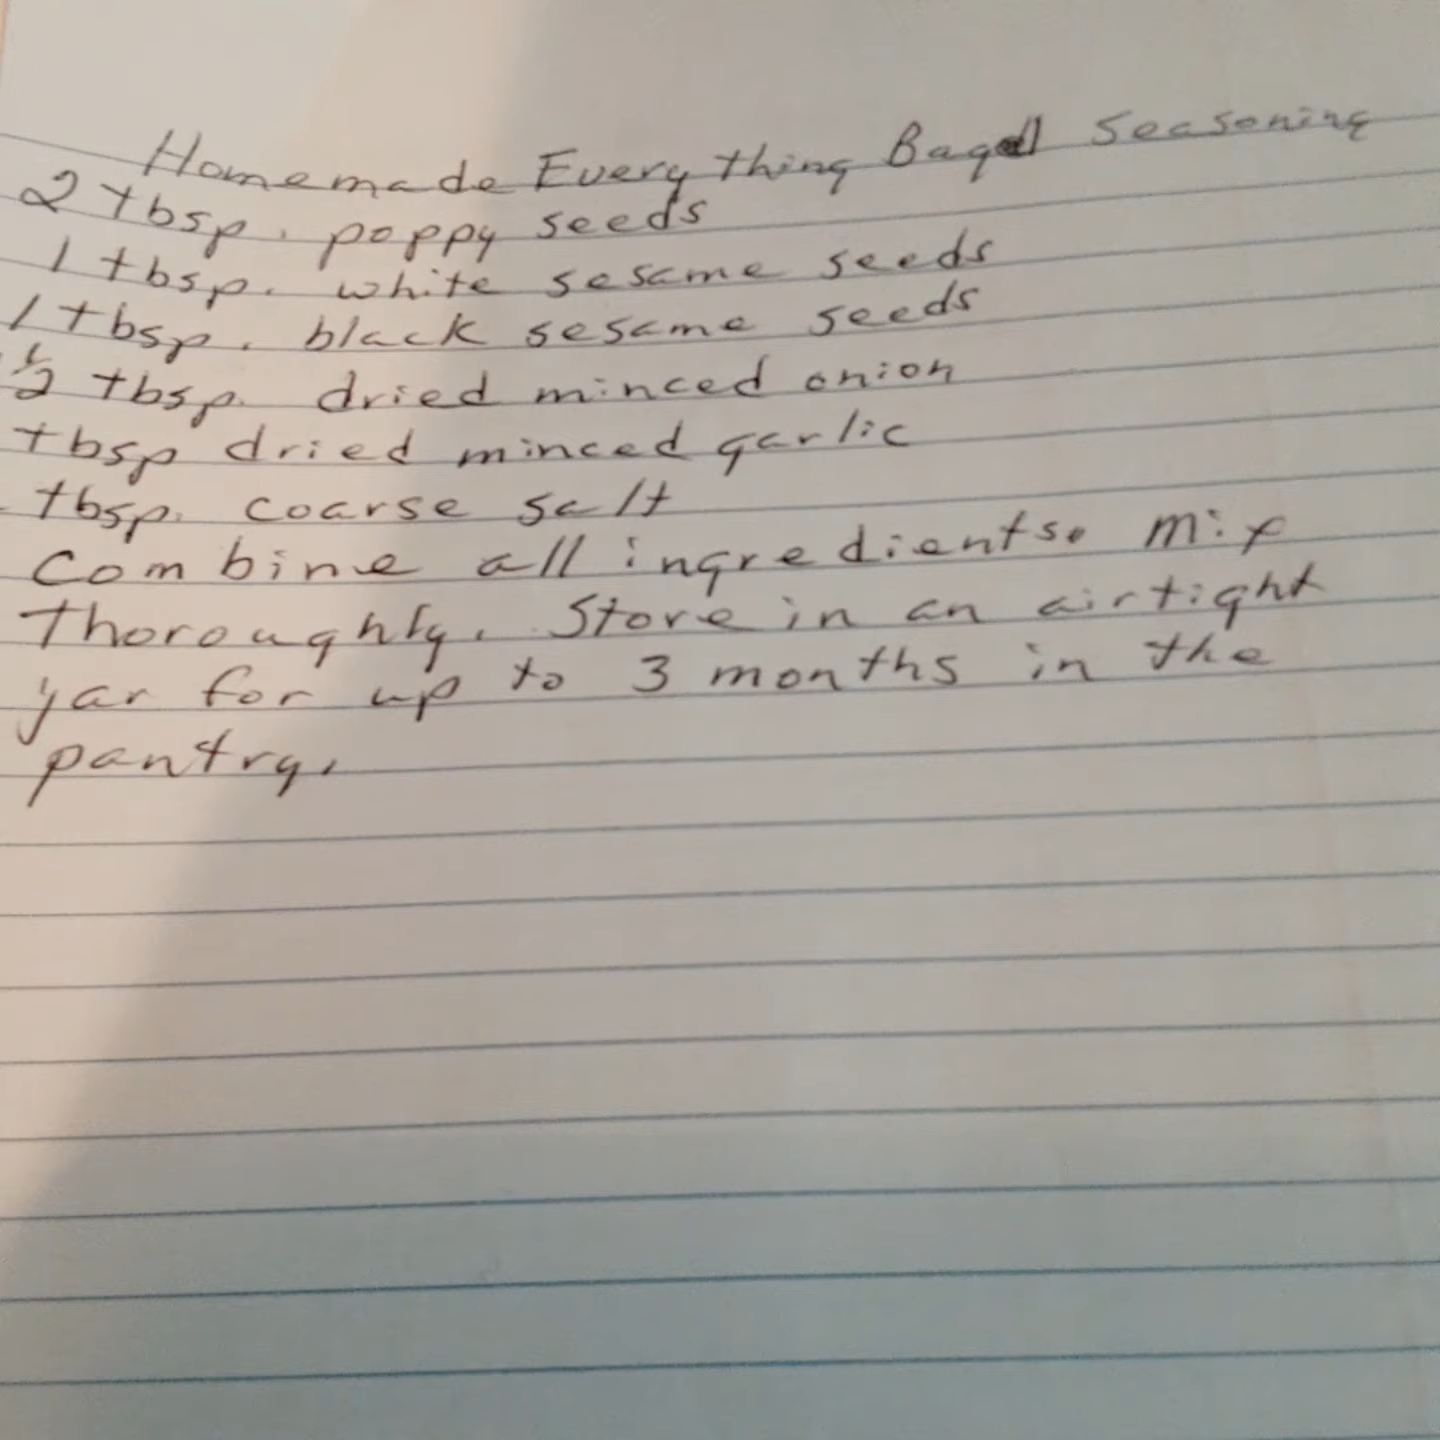 Homemade Everything Bagel Seasoning
2 tbsp. poppy seeds
1 tbsp. white sesame seeds
1 tbsp. black sesame seeds
1/2 tbsp. dried minced onion
tbsp dried minced garlic
tbsp. coarse salt
Combine all ingredients. Mix
Thoroughly. Store in an airtight
jar for up to 3 months in the
pantry.